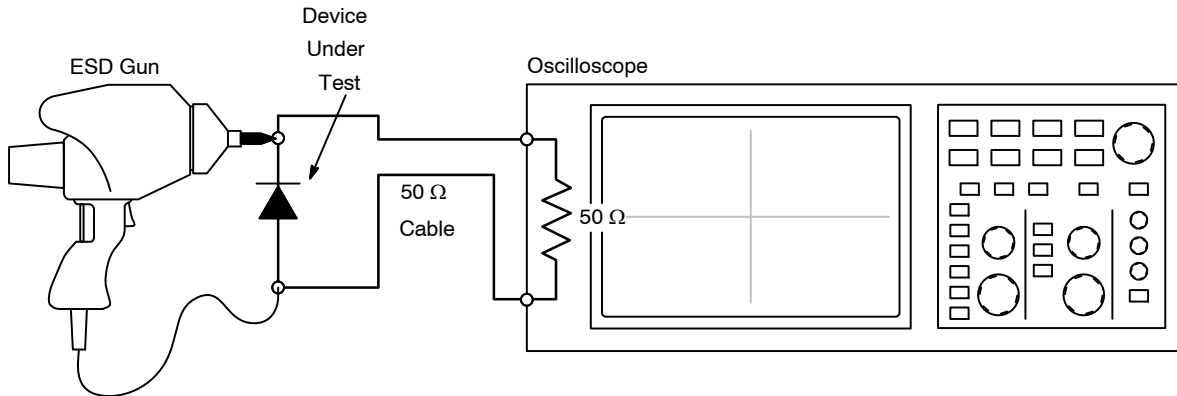 Device
Under
Test
ESD Gun
Oscilloscope
50 Ω
Cable
50 Ω